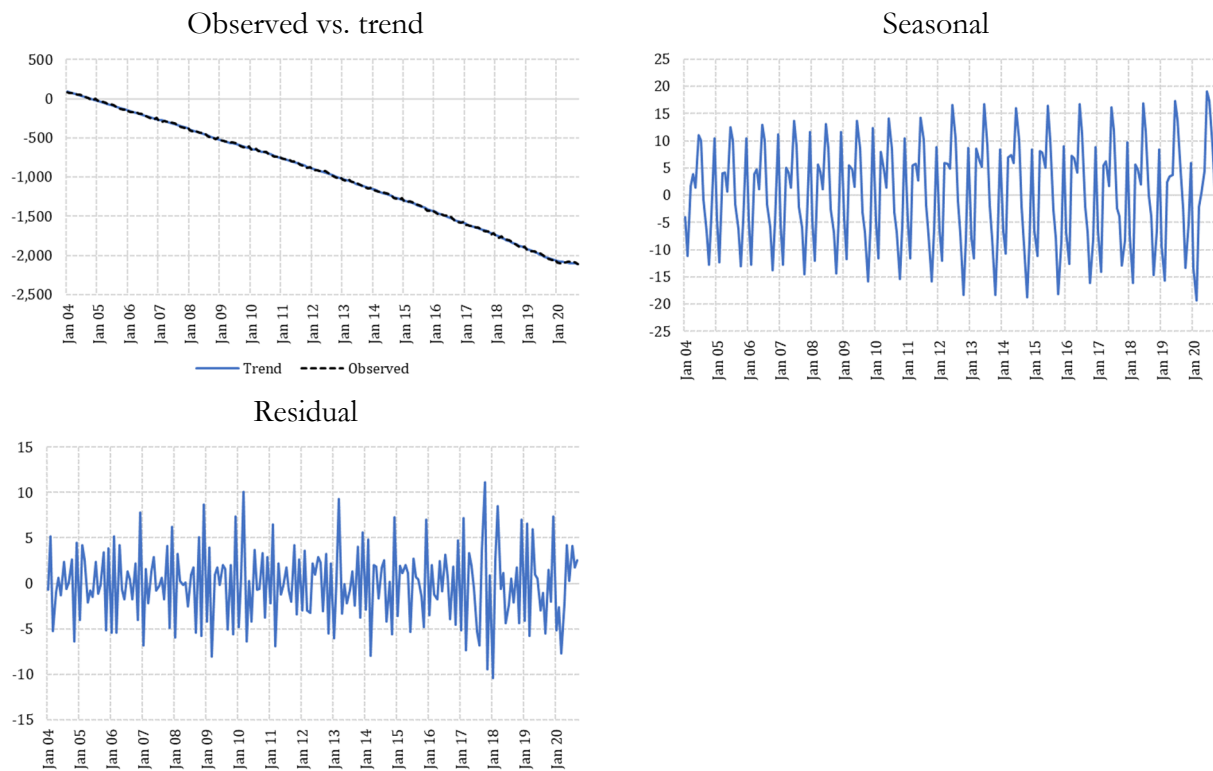 Observed vs. trend
500
0
-500
-1,000
-1,500
-2,000
-2,500
Jan 04
Jan 05
Jan 06
Jan 07
Jan 08
Jan 09
Jan 10
Jan 11
Jan 12
Jan 13
Jan 14
Jan 15
Jan 16
Jan 17
Jan 18
Jan 19
Jan 20
Trend Observed
Seasonal
25
20
15
10
5
0
-5
-10
-15
-20
-25
Jan 04
Jan 05
Jan 06
Jan 07
Jan 08
Jan 09
Jan 10
Jan 11
Jan 12
Jan 13
Jan 14
Jan 15
Jan 16
Jan 17
Jan 18
Jan 19
Jan 20
Residual
15
10
5
0
-5
-10
-15
Jan 04
Jan 05
Jan 06
Jan 07
Jan 08
Jan 09
Jan 10
Jan 11
Jan 12
Jan 13
Jan 14
Jan 15
Jan 16
Jan 17
Jan 18
Jan 19
Jan 20